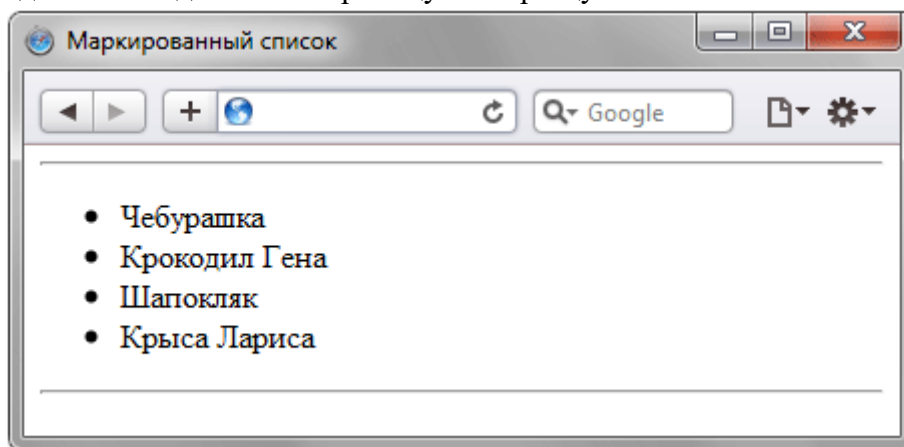 Маркированный список
Google
Чебурашка
Крокодил Гена
Шапокляк
Крыса Лариса